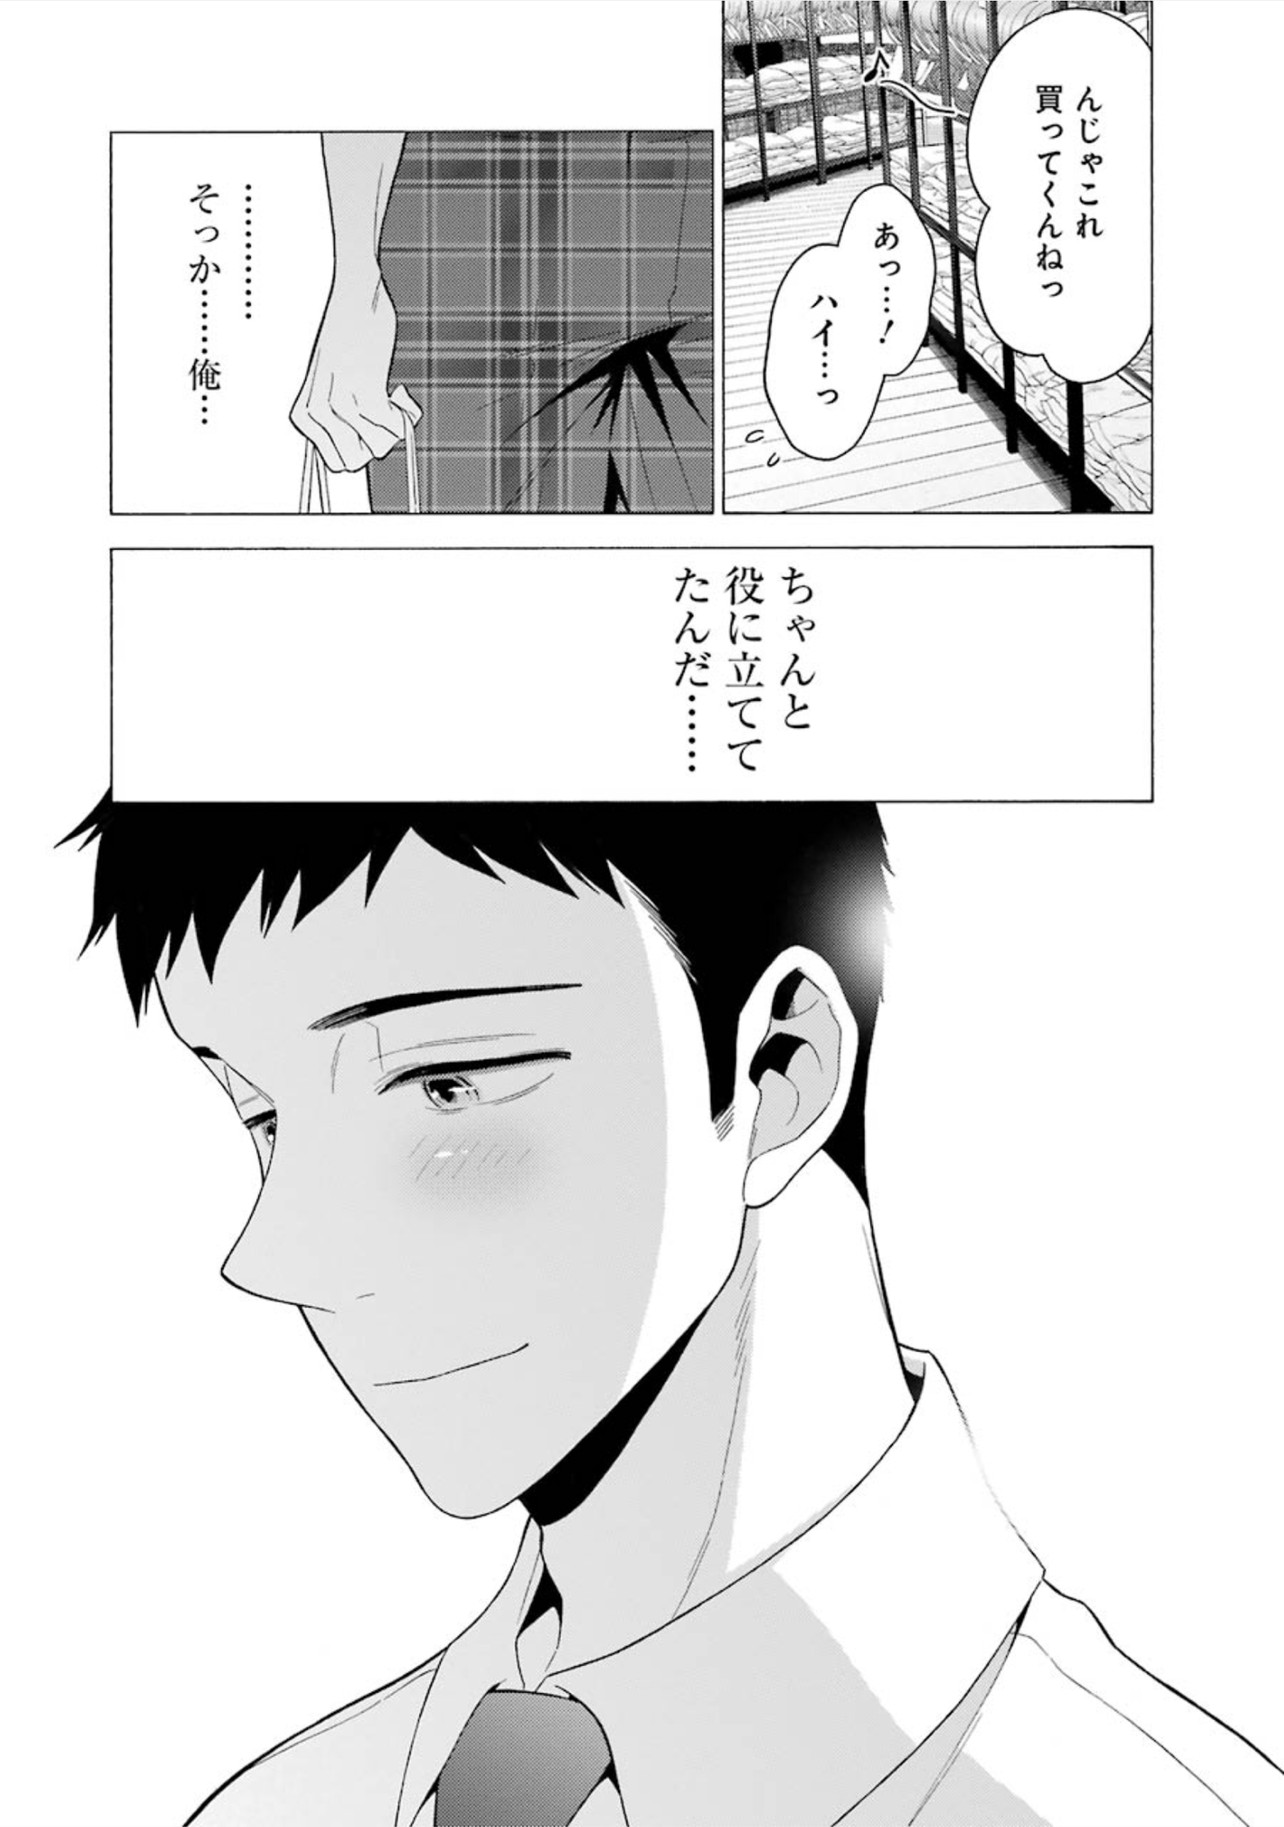 んじゃこれ
買ってくんねっ
あっ…!
ハイ…っ
…………
そっか……俺…
ちゃんと
役に立てて
たんだ……